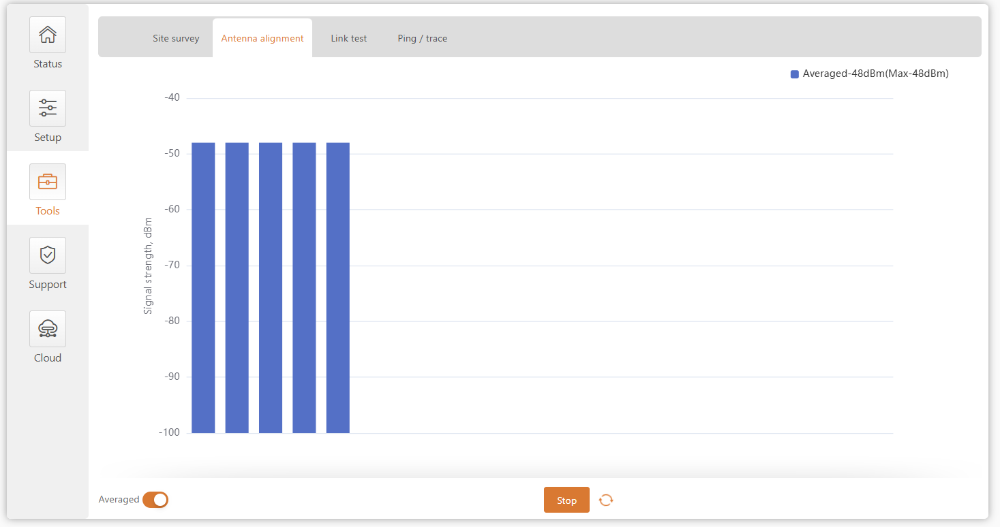 Status
Setup
Tools
Support
Cloud
Site survey Antenna alignment Link test Ping / trace
Averaged-48dBm(Max-48dBm)
Signal strength, dBm
-40
-50
-60
-70
-80
-90
-100
Averaged
Stop